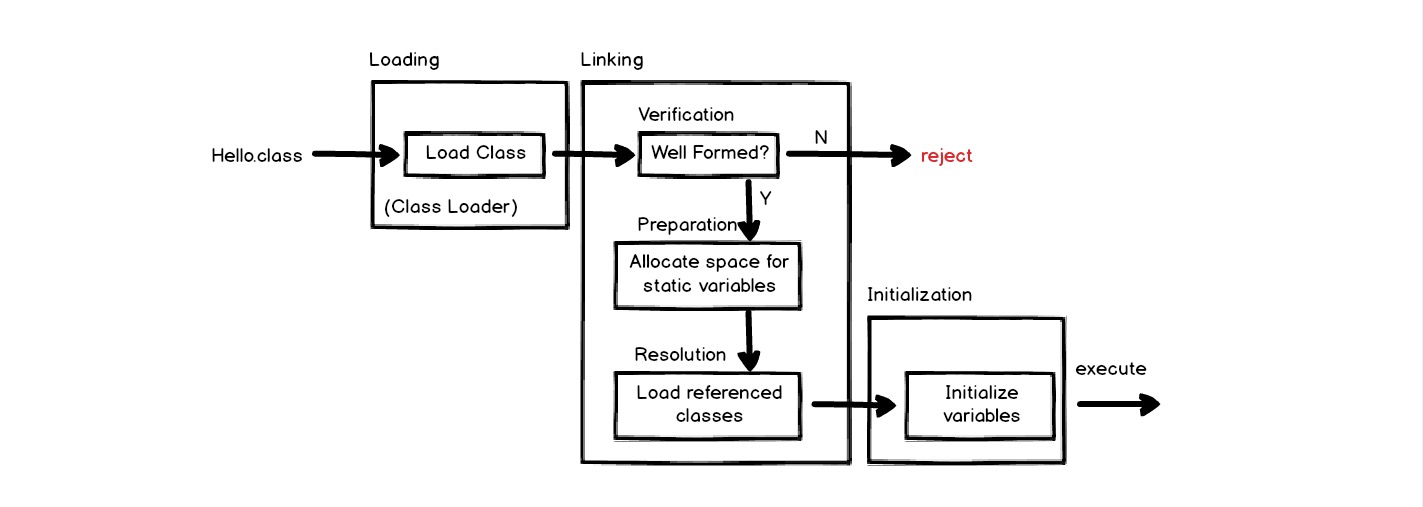 Loading
Linking
Verification
N
Hello.class
Load Class
Well Formed?
reject
(Class Loader)
Y
Preparation
Allocate space for
static variables
Initialization
Resolution
execute
Load referenced
classes
Initialize
variables